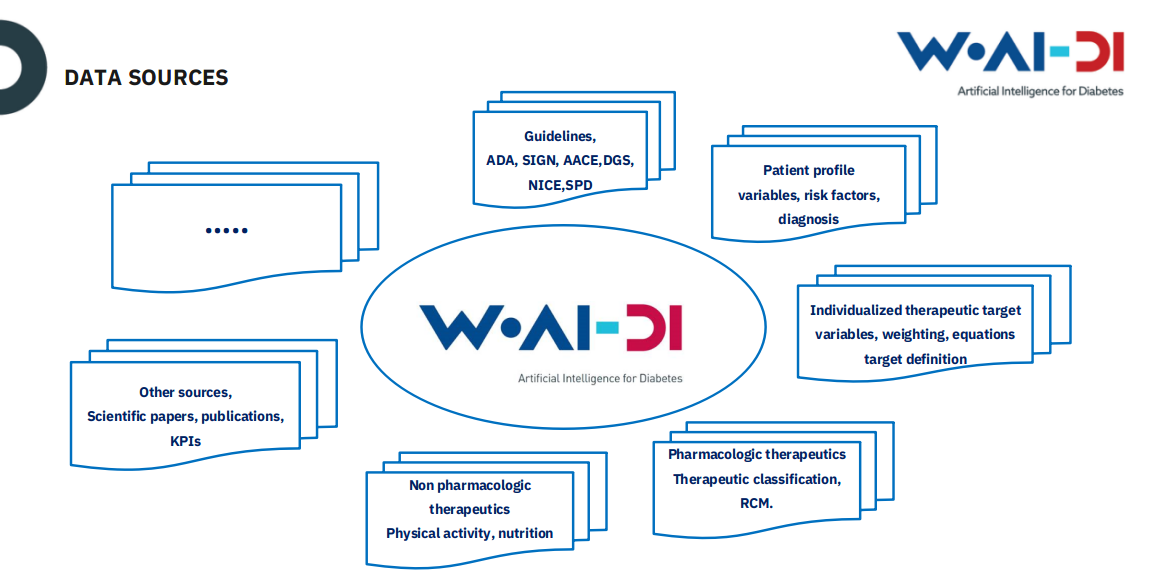 DATA SOURCES
W•AI-DI
Artificial Intelligence for Diabetes
Guidelines,
ADA, SIGN, AACE,DGS,
NICE,SPD
Patient profile
variables, risk factors,
diagnosis
•••••
Individualized therapeutic target
variables, weighting, equations
target definition
W•AI-DI
Artificial Intelligence for Diabetes
Other sources,
Scientific papers, publications,
KPIs
Pharmacologic therapeutics
Therapeutic classification,
RCM.
Non pharmacologic
therapeutics
Physical activity, nutrition